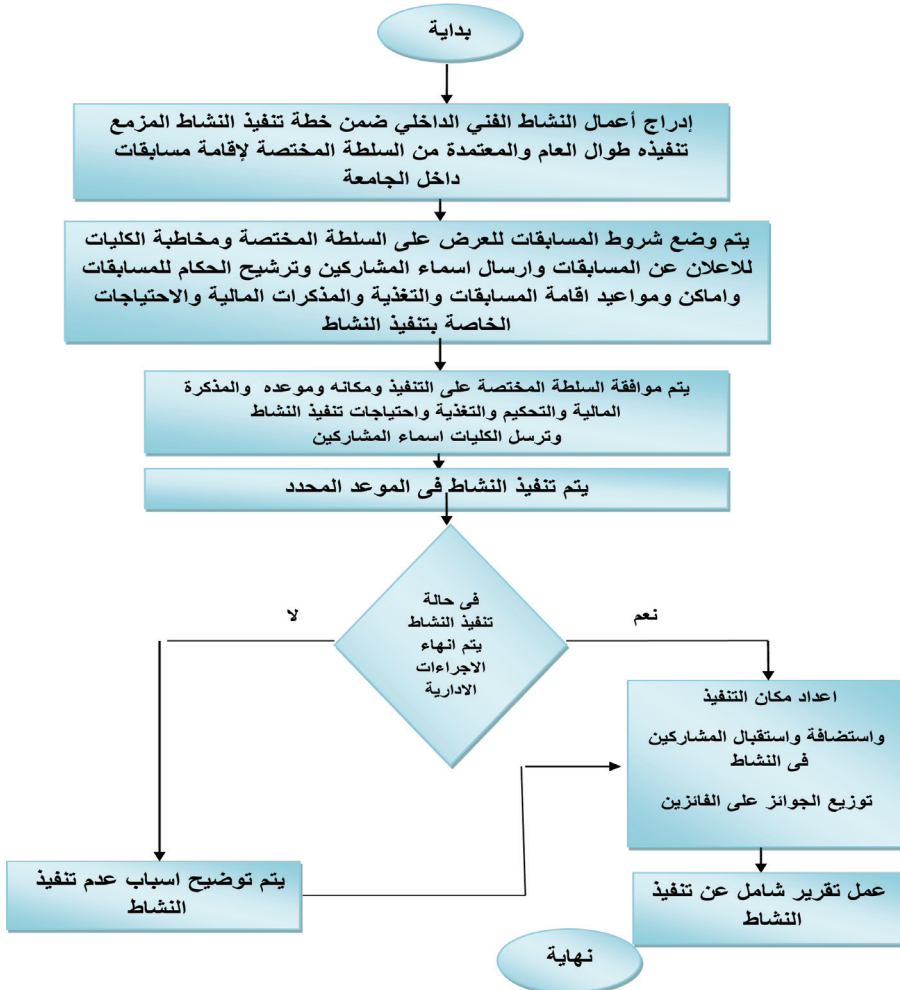 بداية
إدراج أعمال النشاط الفني الداخلي ضمن خطة تنفيذ النشاط المزمع
تنفيذه طوال العام والمعتمدة من السلطة المختصة لإقامة مسابقات
داخل الجامعة
يتم وضع شروط المسابقات للعرض على السلطة المختصة ومخاطبة الكليات
للاعلان عن المسابقات وارسال اسماء المشاركين وترشيح الحكام للمسابقات
واماكن ومواعيد اقامة المسابقات والتغذية والمذكرات المالية والاحتياجات
الخاصة بتنفيذ النشاط
يتم موافقة السلطة المختصة على التنفيذ ومكانه وموعده والمذكرة
المالية والتحكيم والتغذية واحتياجات تنفيذ النشاط
وترسل الكليات اسماء المشاركين
يتم تنفيذ النشاط فى الموعد المحدد
فى حالة
تنفيذ النشاط
يتم انهاء
الاجراءات
الادارية
نعم
لا
اعداد مكان التنفيذ
واستضافة واستقبال المشاركين
فى النشاط
توزيع الجوائز على الفائزين
يتم توضيح اسباب عدم تنفيذ
النشاط
عمل تقرير شامل عن تنفيذ
النشاط
نهاية